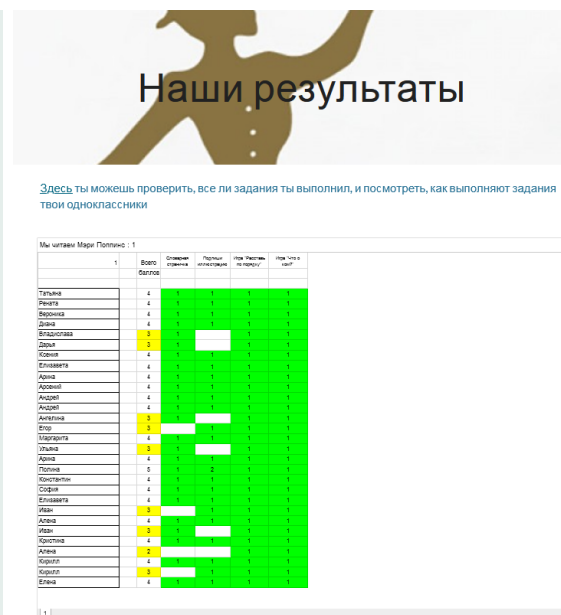 Наши результаты
Здесь ты можешь проверить, все ли задания ты выполнил, и посмотреть, как выполняют задания
твои одноклассники
Мы читаем Мэри Поппинс : 1
1 Всего Словарная Подпиши Игра "Расставь Игра "Что о
баллов страничка иллюстрацию по порядку". ком?"
Татьяна 4 1 1 1 1
Рената 4 1 1 1 1
Вероника 4 1 1 1 1
Диана 4 1 1 1 1
Владислава 3 1 1 1
Дарья 3 1 1 1
Ксения 4 1 1 1 1
Елизавета 4 1 1 1 1
Арина 4 1 1 1 1
Арсений 4 1 1 1 1
Андрей 4 1 1 1 1
Андрей 4 1 1 1 1
Ангелина 3 1 1 1
Егор 3 1 1 1
Маргарита 4 1 1 1 1
Ульяна 3 1 1 1
Арина 4 1 1 1 1
Полина 5 1 2 1 1
Константин 4 1 1 1 1
София 4 1 1 1 1
Елизавета 4 1 1 1 1
Иван 3 1 1 1
Алена 4 1 1 1 1
Иван 3 1 1 1
Кристина 4 1 1 1 1
Алена 2 1 1
Кирилл 4 1 1 1 1
Кирилл 3 1 1 1
Елена 4 1 1 1 1
1